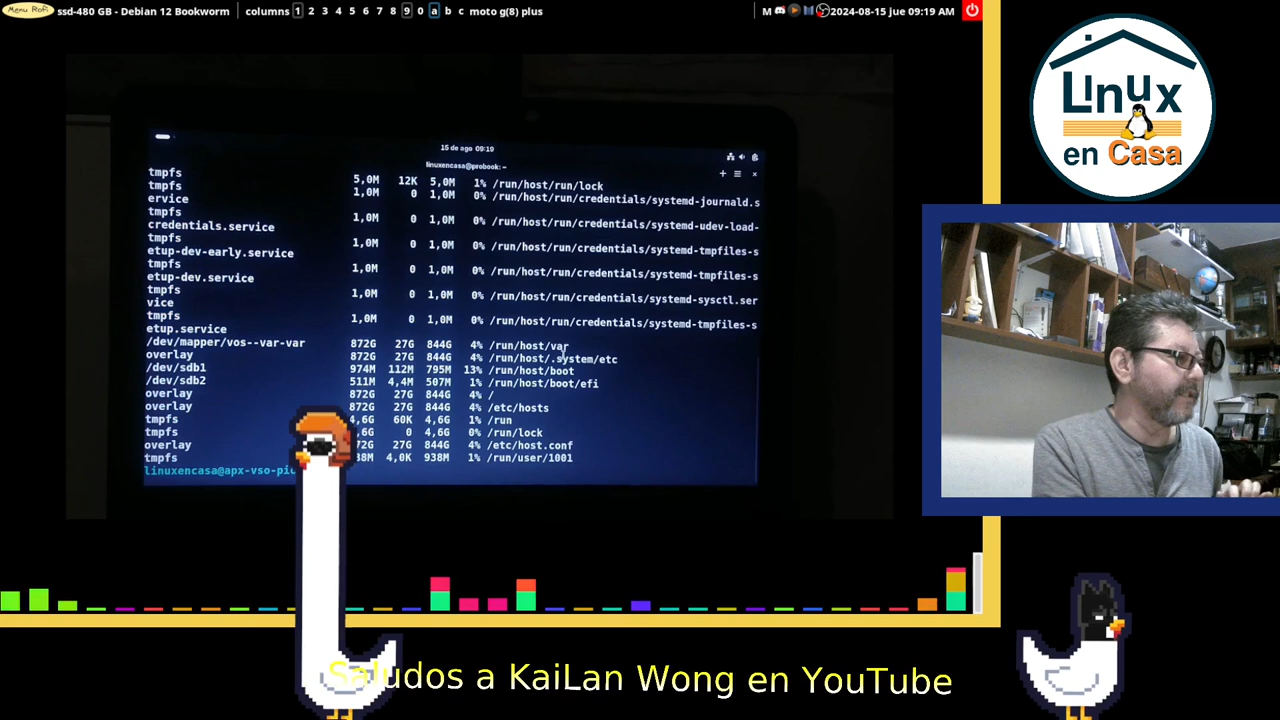 Menu Rofi ssd-480 GB - Debian 12 Bookworm columns 1 2 3 4 5 6 7 8 9 0 a b c moto g(8) plus M 2024-08-15 jue 09:19 AM
Linux
en Casa
15 de ago 09:19
linuxencasa@probook: ~
tmpfs 5,0M 12K 5,0M 1% /run/host/run/lock
tmpfs 1,0M 0 1,0M 0% /run/host/run/credentials/systemd-journald.s
ervice
tmpfs 1,0M 0 1,0M 0% /run/host/run/credentials/systemd-udev-load-
credentials.service
tmpfs 1,0M 0 1,0M 0% /run/host/run/credentials/systemd-tmpfiles-s
etup-dev-early.service
tmpfs 1,0M 0 1,0M 0% /run/host/run/credentials/systemd-tmpfiles-s
etup-dev.service
tmpfs 1,0M 0 1,0M 0% /run/host/run/credentials/systemd-sysctl.ser
vice
tmpfs 1,0M 0 1,0M 0% /run/host/run/credentials/systemd-tmpfiles-s
etup.service
/dev/mapper/vos--var-var 872G 27G 844G 4% /run/host/var
overlay 872G 27G 844G 4% /run/host/.system/etc
/dev/sdb1 974M 112M 795M 13% /run/host/boot
/dev/sdb2 511M 4,4M 507M 1% /run/host/boot/efi
overlay 872G 27G 844G 4% /
overlay 872G 27G 844G 4% /etc/hosts
tmpfs 4,6G 60K 4,6G 1% /run
tmpfs 0 4,6G 0% /run/lock
overlay 27G 844G 4% /etc/host.conf
tmpfs 4,0K 938M 1% /run/user/1001
linuxencasa@apx-vso-pi
Saludos a KaiLan Wong en YouTube